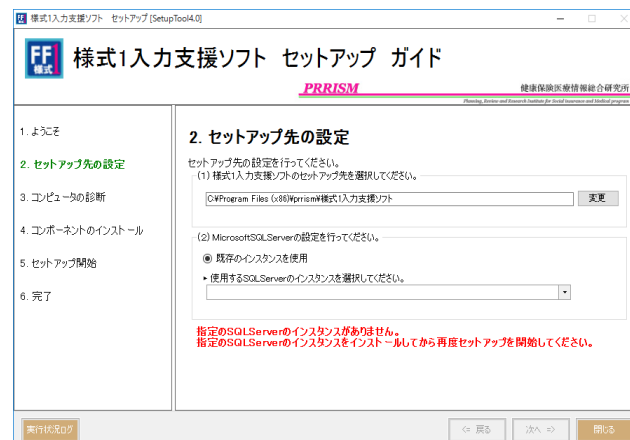 様式1入力支援ソフト セットアップ [SetupTool4.0]
FF1
様式
様式1入力支援ソフト セットアップ ガイド
PRRISM
健康保険医療情報総合研究所
Planning, Review and Research Institute for Social insurance and Medical program
1. ようこそ
2. セットアップ先の設定
3. コンピュータの診断
4. コンポーネントのインストール
5. セットアップ開始
6. 完了
2. セットアップ先の設定
セットアップ先の設定を行ってください。
(1) 様式1入力支援ソフトのセットアップ先を選択してください。
C:¥Program Files (x86)¥prrism¥様式1入力支援ソフト
変更
(2) MicrosoftSQLServerの設定を行ってください。
既存のインスタンスを使用
使用するSQLServerのインスタンスを選択してください。
指定のSQLServerのインスタンスがありません。
指定のSQLServerのインスタンスをインストールしてから再度セットアップを開始してください。
実行状況ログ
<= 戻る
次へ =>
閉じる